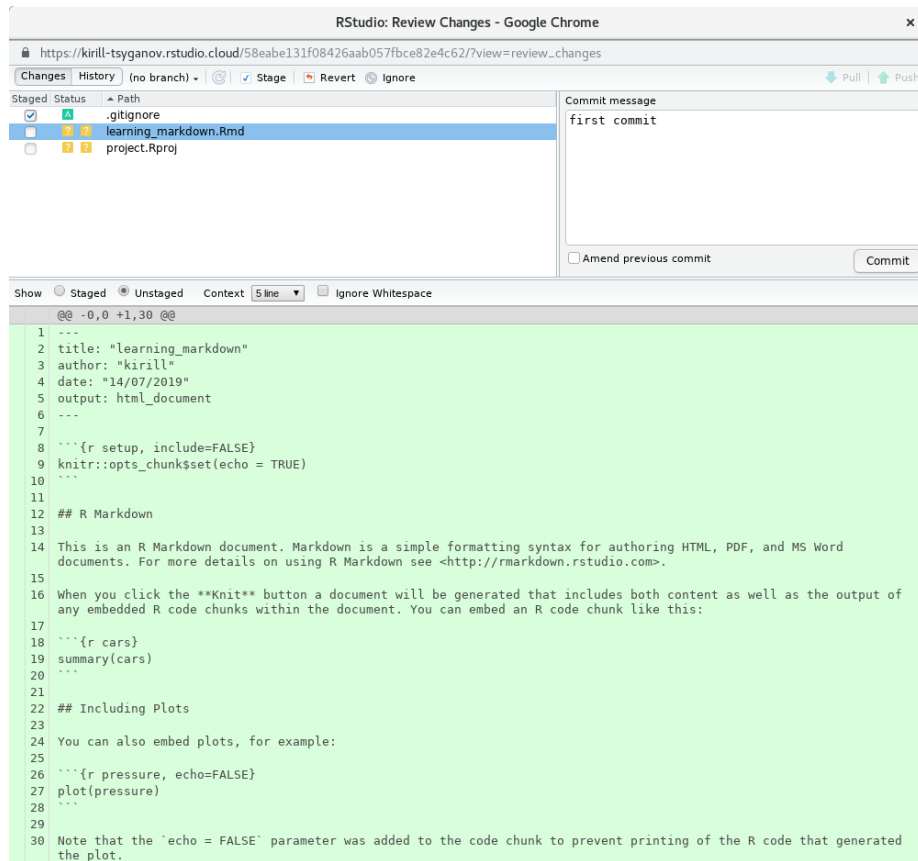 RStudio: Review Changes - Google Chrome ×
https://kirill-tsyganov.rstudio.cloud/58eabe131f08426aab057fbce82e4c62/?view=review_changes
Changes History (no branch) Stage Revert Ignore Pull Push
Staged Status Path
Commit message
A .gitignore
? ? learning_markdown.Rmd
? ? project.Rproj
first commit
Amend previous commit
Commit
Show Staged Unstaged Context 5 line Ignore Whitespace
@@ -0,0 +1,30 @@
1 ---
2 title: "learning_markdown"
3 author: "kirill"
4 date: "14/07/2019"
5 output: html_document
6 ---
7
8 ```{r setup, include=FALSE}
9 knitr::opts_chunk$set(echo = TRUE)
10 ```
11
12 ## R Markdown
13
14 This is an R Markdown document. Markdown is a simple formatting syntax for authoring HTML, PDF, and MS Word
documents. For more details on using R Markdown see <http://rmarkdown.rstudio.com>.
15
16 When you click the **Knit** button a document will be generated that includes both content as well as the output of
any embedded R code chunks within the document. You can embed an R code chunk like this:
17
18 ```{r cars}
19 summary(cars)
20 ```
21
22 ## Including Plots
23
24 You can also embed plots, for example:
25
26 ```{r pressure, echo=FALSE}
27 plot(pressure)
28 ```
29
30 Note that the `echo = FALSE` parameter was added to the code chunk to prevent printing of the R code that generated
the plot.